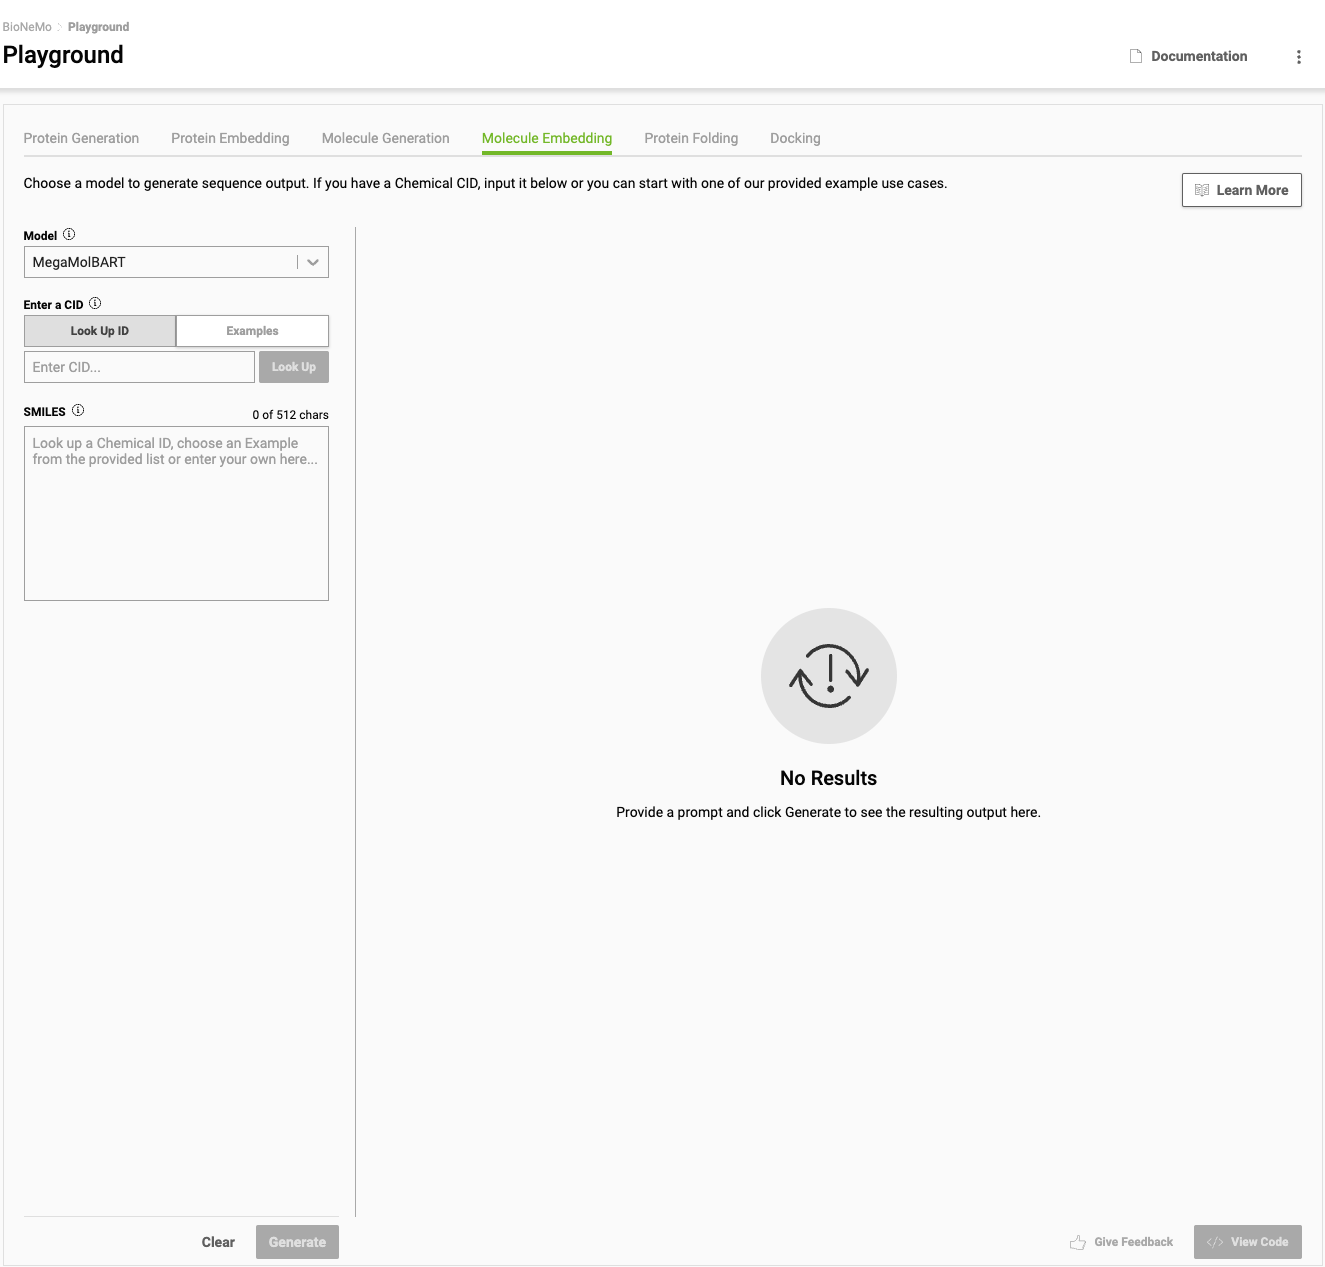 BioNeMo > Playground
Playground
Documentation
Protein Generation
Protein Embedding
Molecule Generation
Molecule Embedding
Protein Folding
Docking
Choose a model to generate sequence output. If you have a Chemical CID, input it below or you can start with one of our provided example use cases.
Learn More
Model
MegaMolBART
Enter a CID
Look Up ID
Examples
Enter CID...
Look Up
SMILES
0 of 512 chars
Look up a Chemical ID, choose an Example
from the provided list or enter your own here...
No Results
Provide a prompt and click Generate to see the resulting output here.
Clear
Generate
Give Feedback
</> View Code